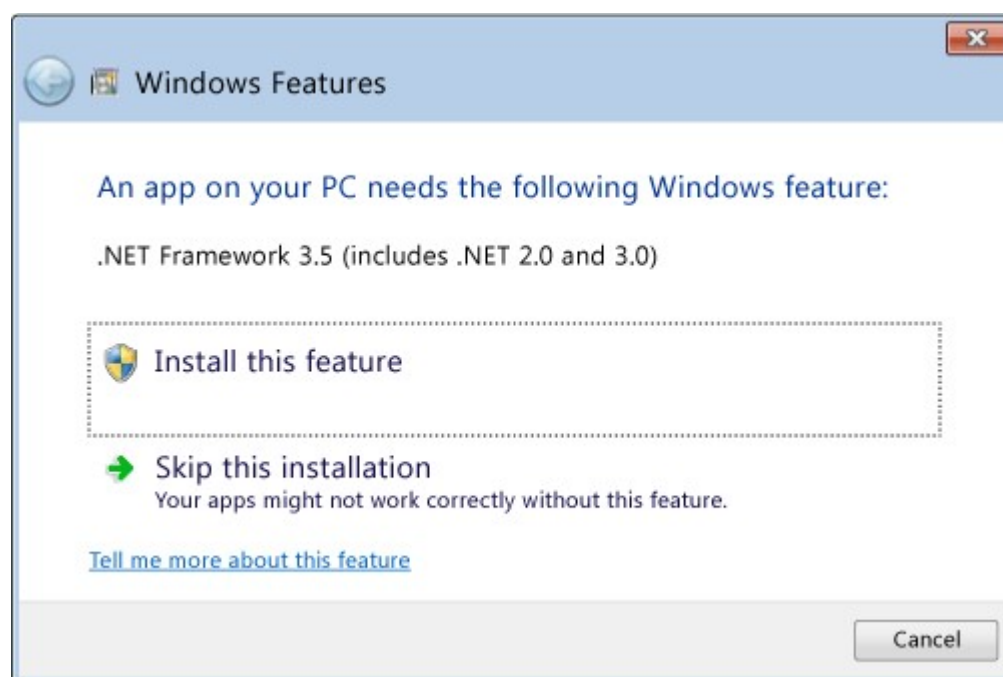 Windows Features
An app on your PC needs the following Windows feature:
.NET Framework 3.5 (includes .NET 2.0 and 3.0)
Install this feature
Skip this installation
Your apps might not work correctly without this feature.
Tell me more about this feature
Cancel